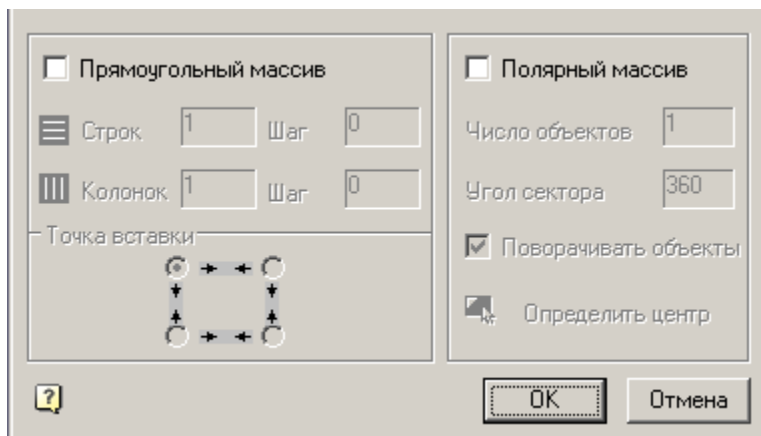 Прямоугольный массив
Строк 1 Шаг 0
Колонок 1 Шаг 0
Точка вставки
Полярный массив
Число объектов 1
Угол сектора 360
Поворачивать объекты
Определить центр
?
OK Отмена